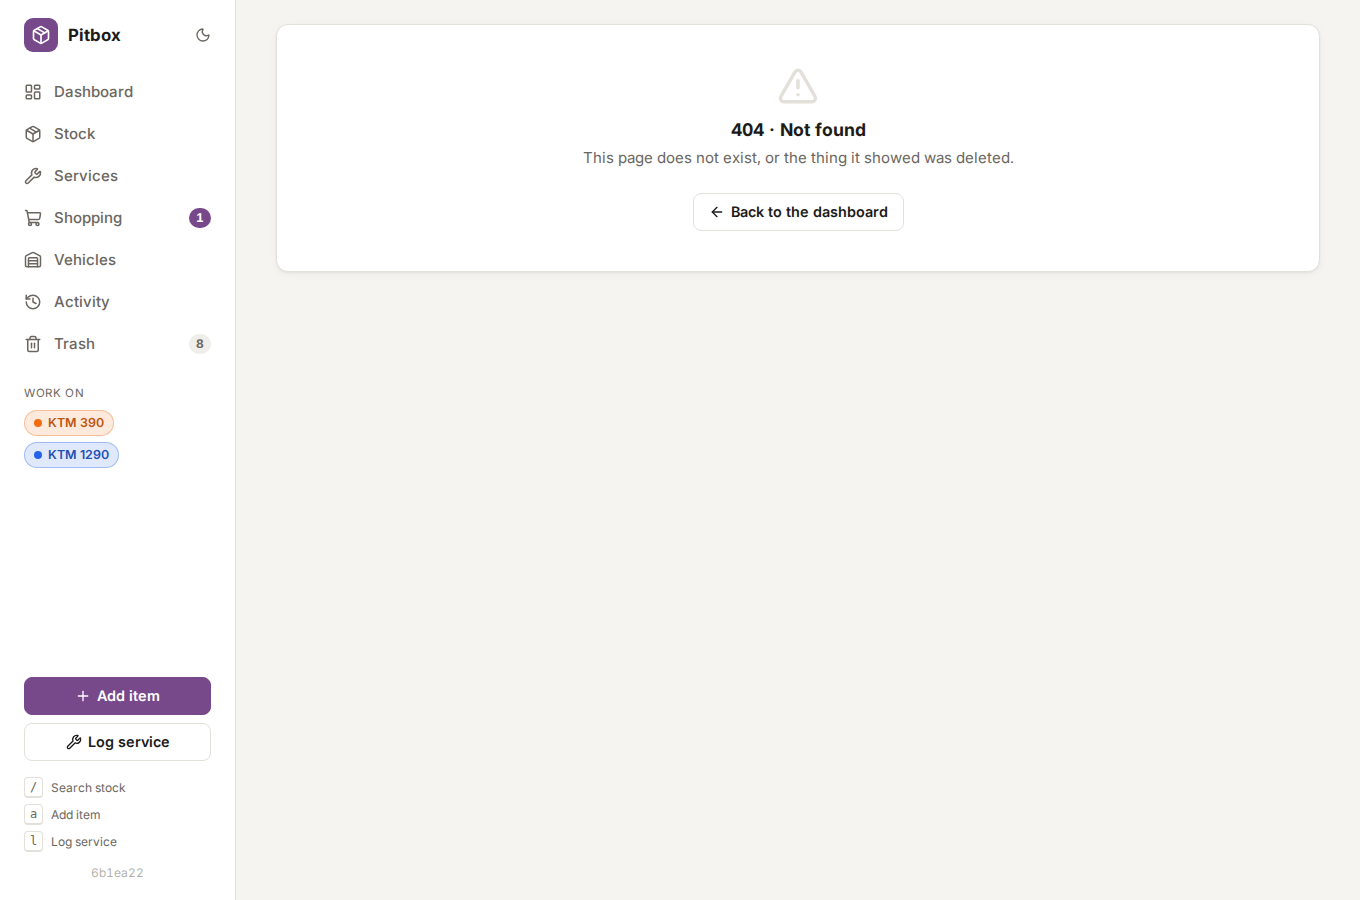 Pitbox
Dashboard
Stock
Services
Shopping 1
Vehicles
Activity
Trash 8
WORK ON
KTM 390
KTM 1290
Add item
Log service
/ Search stock
a Add item
l Log service
6b1ea22
404 · Not found
This page does not exist, or the thing it showed was deleted.
Back to the dashboard